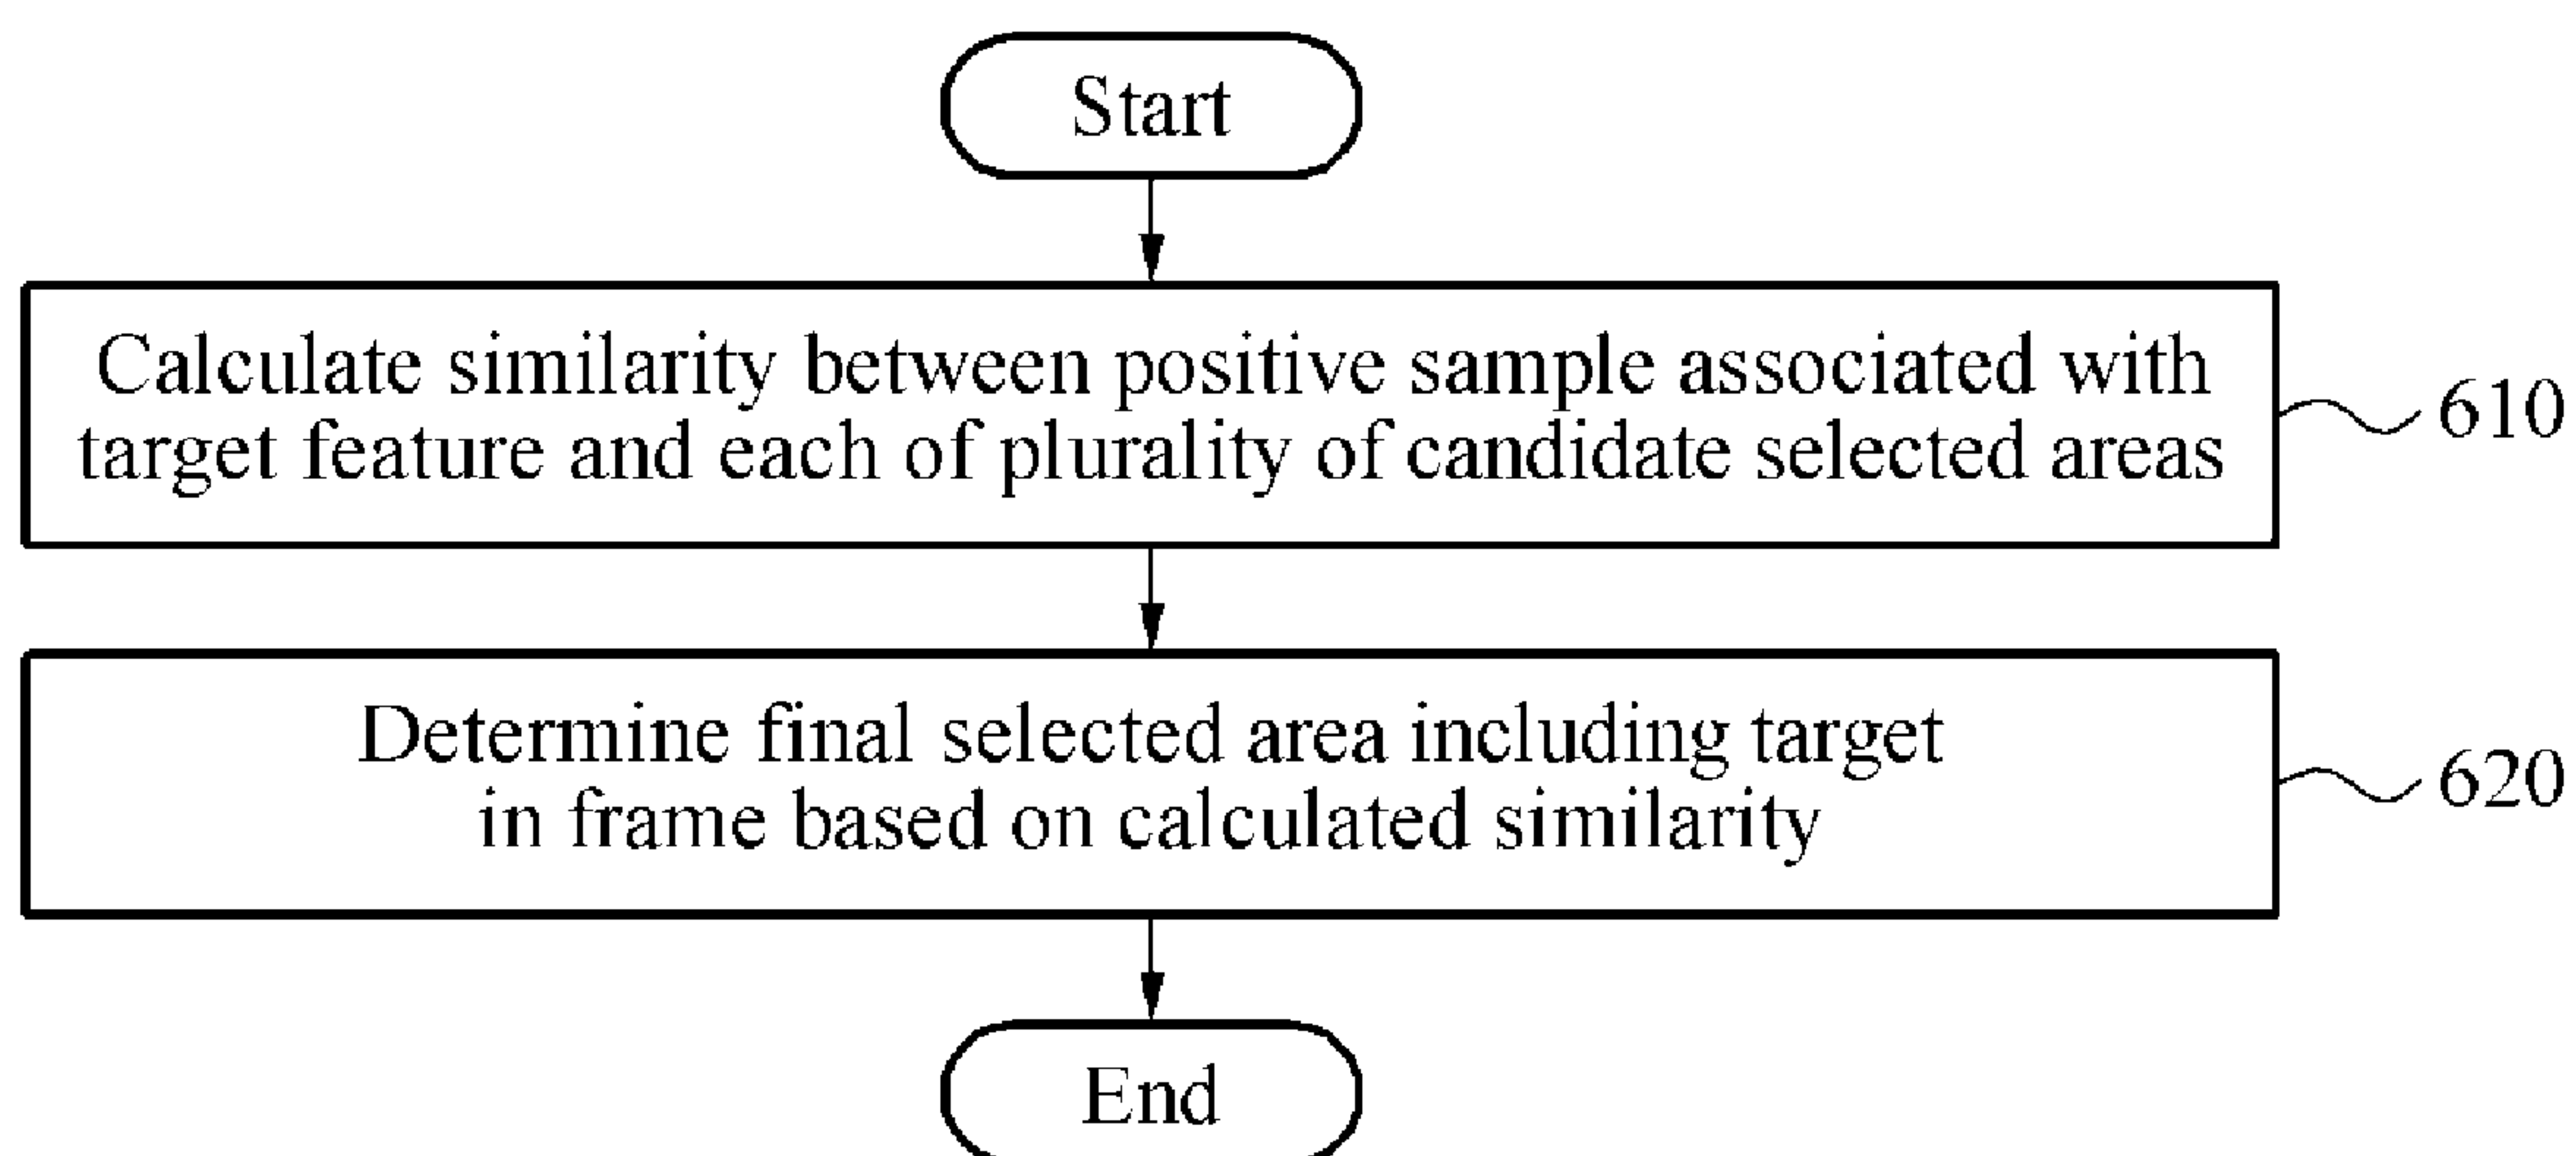 Start
Calculate similarity between positive sample associated with
target feature and each of plurality of candidate selected areas
610
Determine final selected area including target
in frame based on calculated similarity
620
End